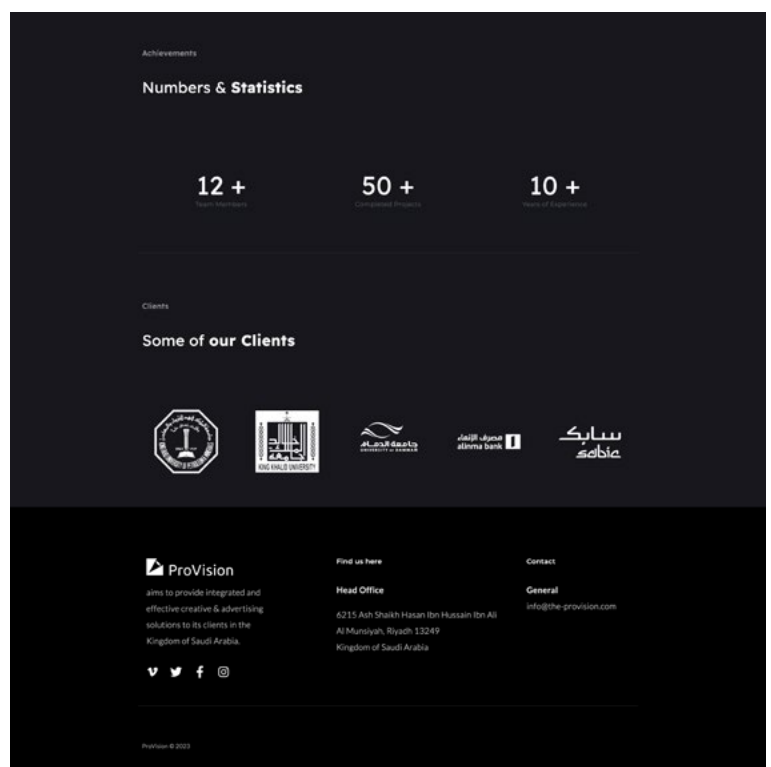 Achievements
Numbers & Statistics
12 +
Team Members
50 +
Completed Projects
10 +
Years of Experience
Clients
Some of our Clients
KING KHALID UNIVERSITY
جامعة الدمام
UNIVERSITY OF DAMMAM
مصرف الإنماء
alinma bank
سابك
sabic
ProVision
aims to provide integrated and
effective creative & advertising
solutions to its clients in the
Kingdom of Saudi Arabia.
Find us here
Head Office
6215 Ash Shaikh Hasan Ibn Hussain Ibn Ali
Al Munsiyah, Riyadh 13249
Kingdom of Saudi Arabia
Contact
General
info@the-provision.com
ProVision © 2023